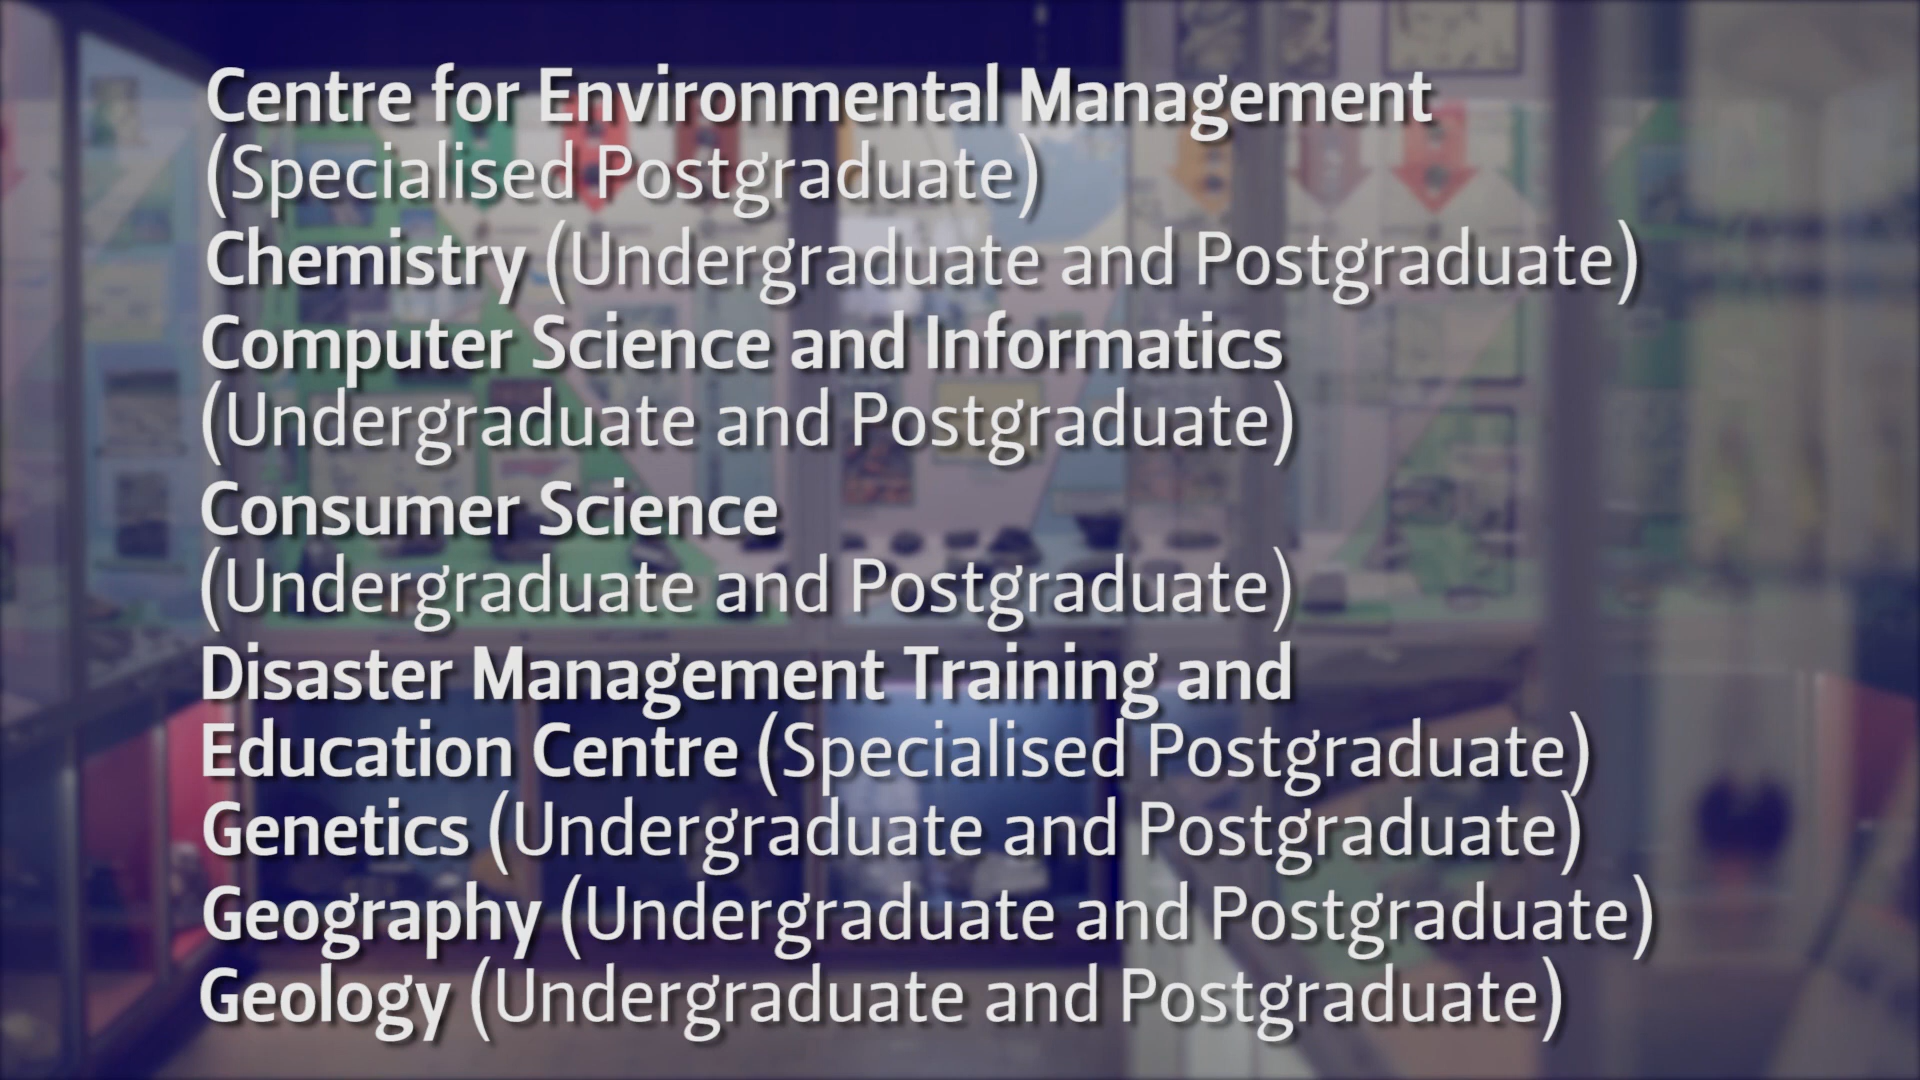 Centre for Environmental Management
(Specialised Postgraduate)
Chemistry (Undergraduate and Postgraduate)
Computer Science and Informatics
(Undergraduate and Postgraduate)
Consumer Science
(Undergraduate and Postgraduate)
Disaster Management Training and
Education Centre (Specialised Postgraduate)
Genetics (Undergraduate and Postgraduate)
Geography (Undergraduate and Postgraduate)
Geology (Undergraduate and Postgraduate)